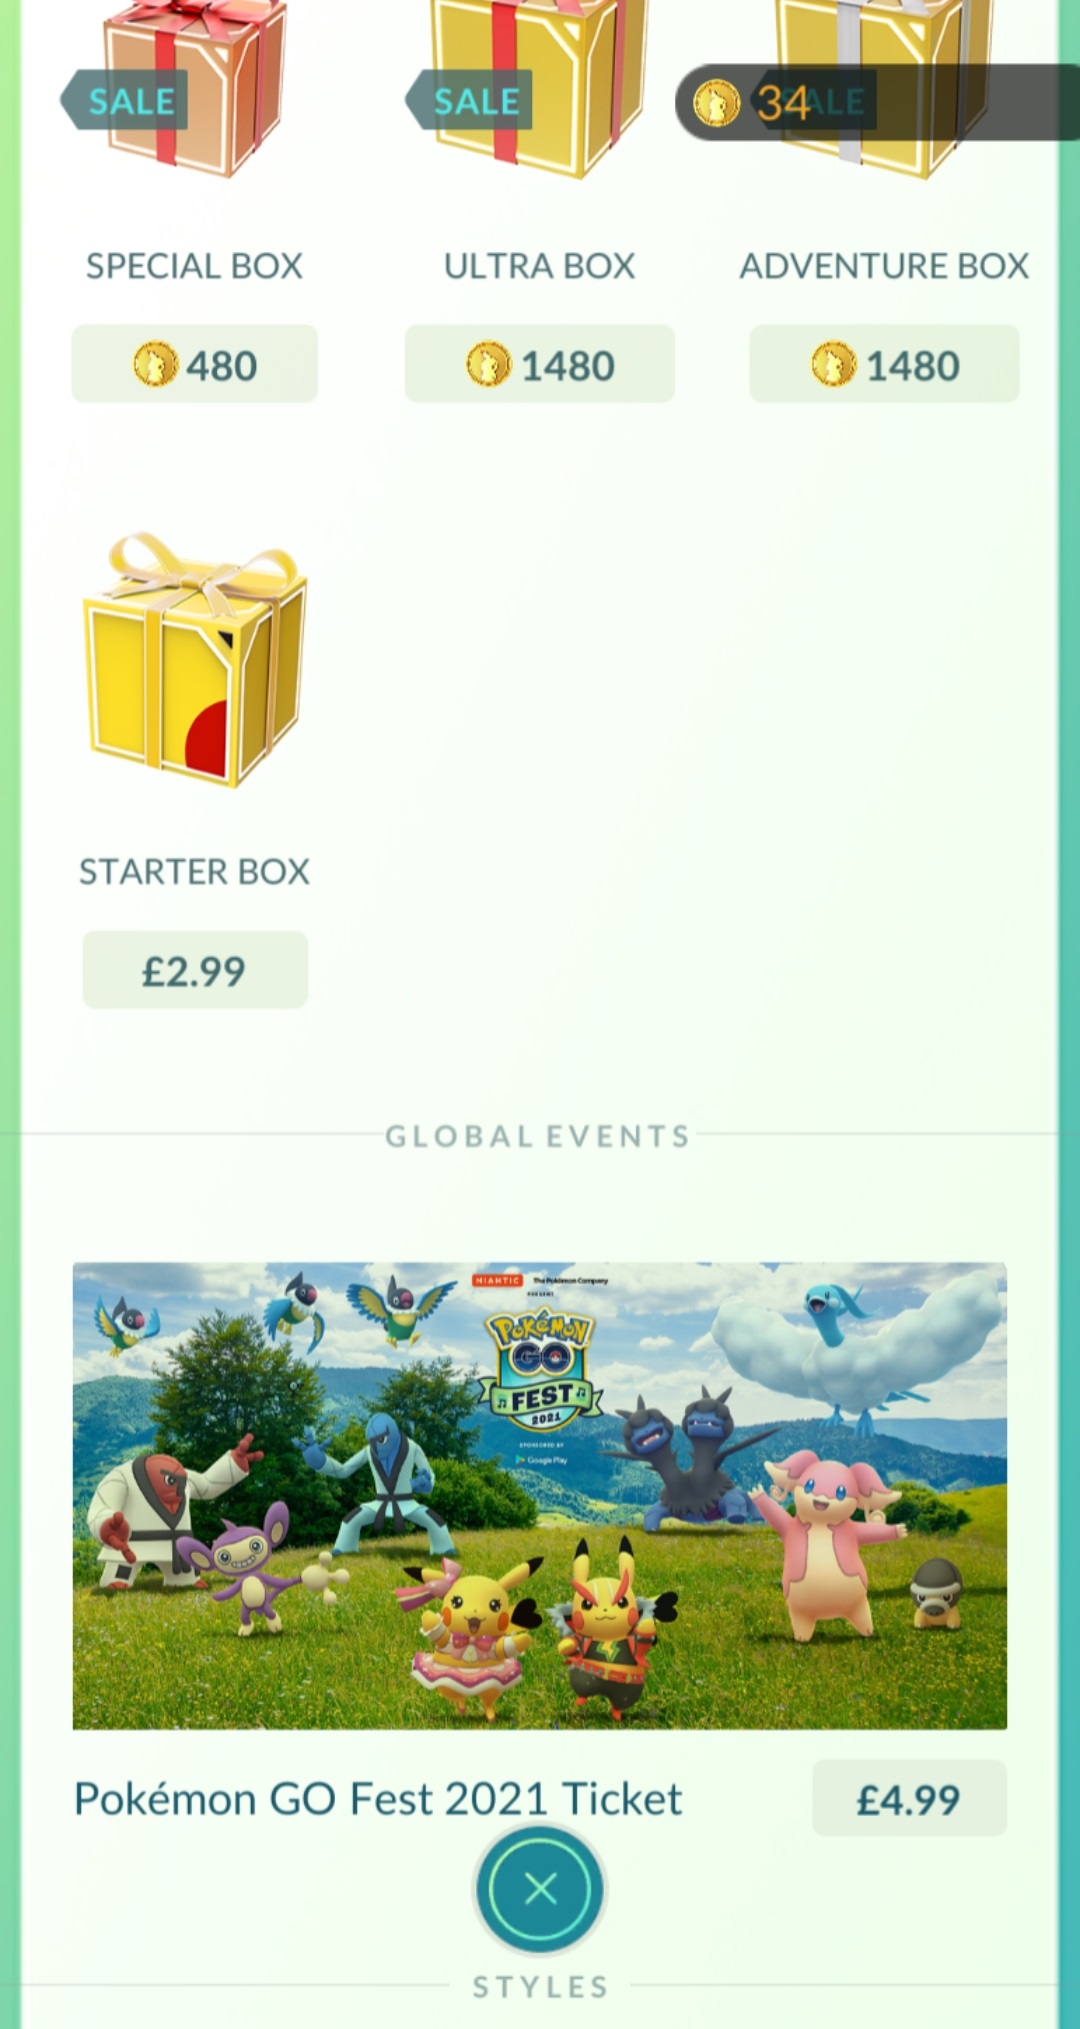 SALE
SALE
34
SALE
SPECIAL BOX
ULTRA BOX
ADVENTURE BOX
480
1480
1480
STARTER BOX
£2.99
GLOBAL EVENTS
NIANTIC The Pokémon Company
PRESENT
POKÉMON
GO
FEST
2021
SPONSORED BY
Google Play
Pokémon GO Fest 2021 Ticket
£4.99
STYLES